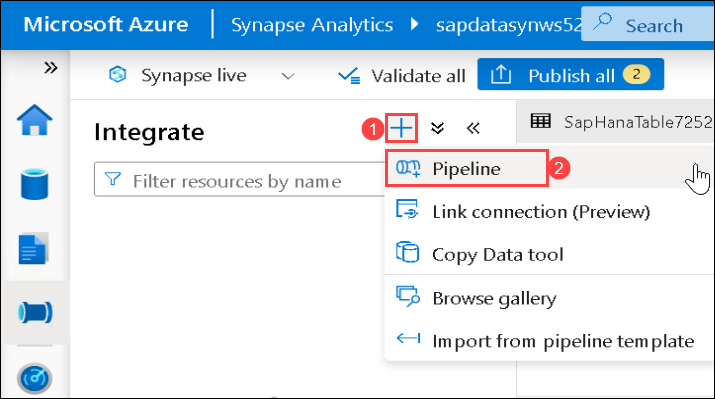 Microsoft Azure
Synapse Analytics
sapdatasynws52
Search
Synapse live
Validate all
Publish all 2
Integrate
1
SapHanaTable7252
Filter resources by name
Pipeline
2
Link connection (Preview)
Copy Data tool
Browse gallery
Import from pipeline template